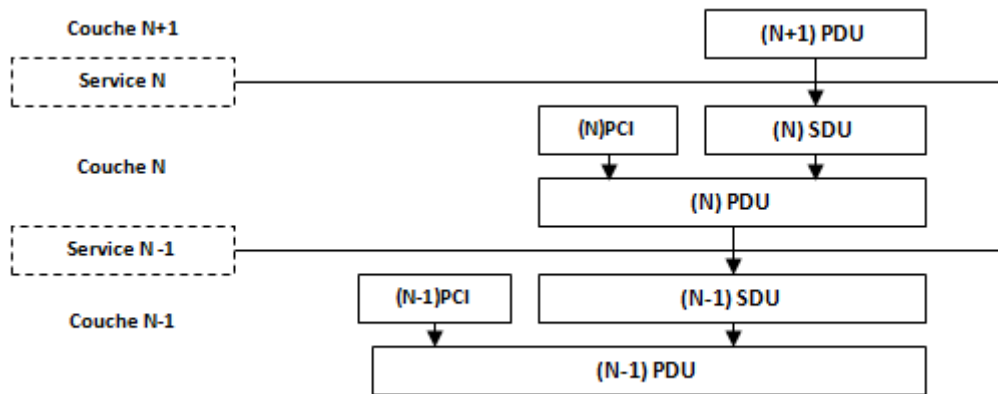 Couche N+1
(N+1) PDU
Service N
(N)PCI
(N) SDU
Couche N
(N) PDU
Service N -1
(N-1)PCI
(N-1) SDU
Couche N-1
(N-1) PDU